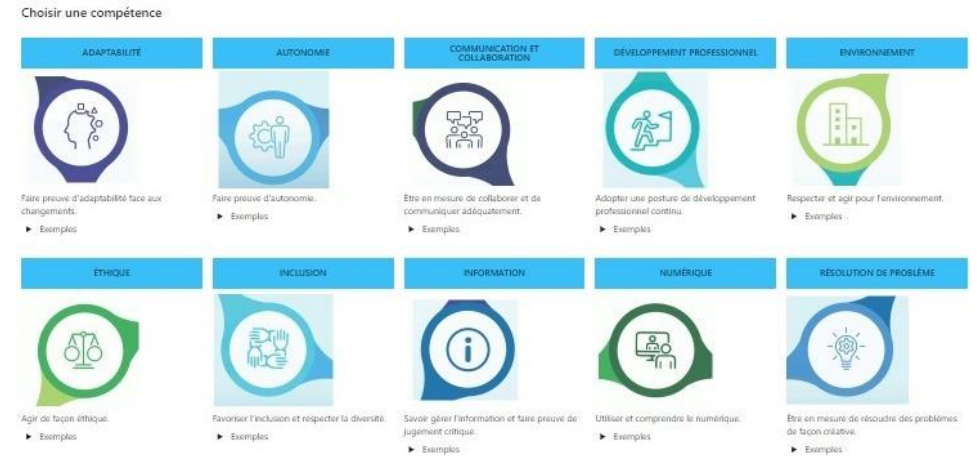 Choisir une compétence
ADAPTABILITÉ
AUTONOMIE
COMMUNICATION ET
COLLABORATION
DÉVELOPPEMENT PROFESSIONNEL
ENVIRONNEMENT
Faire preuve d'adaptabilité face aux
changements.
► Exemples
Faire preuve d'autonomie.
► Exemples
Être en mesure de collaborer et de
communiquer adéquatement.
► Exemples
Adopter une posture de développement
professionnel continu.
► Exemples
Respecter et agir pour l'environnement.
► Exemples
ÉTHIQUE
INCLUSION
INFORMATION
NUMÉRIQUE
RÉSOLUTION DE PROBLÈME
Agir de façon éthique.
► Exemples
Favoriser l'inclusion et respecter la diversité.
► Exemples
Savoir gérer l'information et faire preuve de
jugement critique.
► Exemples
Utiliser et comprendre le numérique.
► Exemples
Être en mesure de résoudre des problèmes
de façon créative.
► Exemples